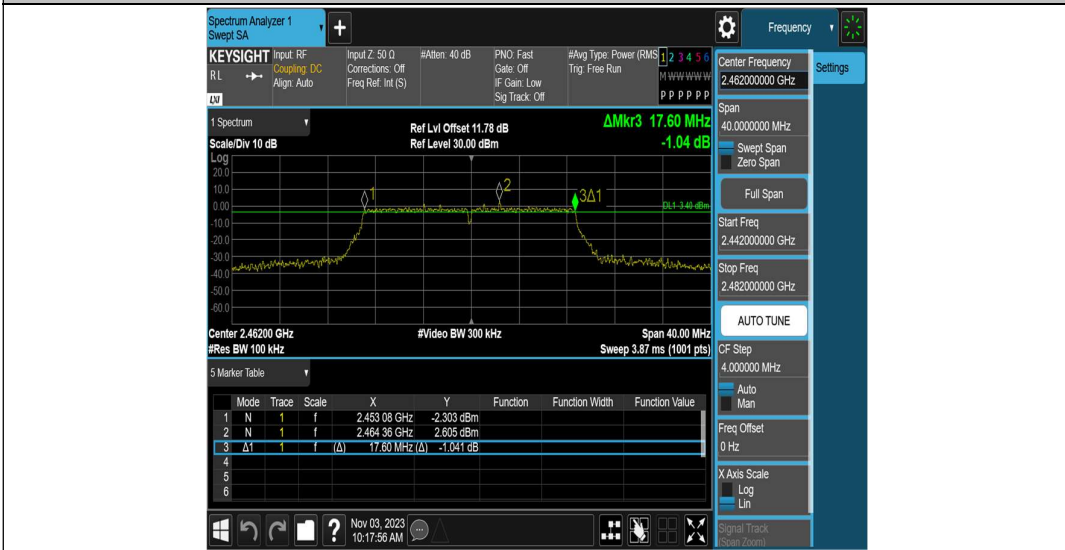 Spectrum Analyzer 1
Swept SA
+
Frequency
KEYSIGHT
RL
LXI
Input: RF
Coupling: DC
Align: Auto
Input Z: 50 Ω
Corrections: Off
Freq Ref: Int (S)
#Atten: 40 dB
PNO: Fast
Gate: Off
IF Gain: Low
Sig Track: Off
#Avg Type: Power (RMS
Trig: Free Run
1 2 3 4 5 6
M W W W W W
P P P P P P
1 Spectrum
Scale/Div 10 dB
Ref Lvl Offset 11.78 dB
Ref Level 30.00 dBm
ΔMkr3 17.60 MHz
-1.04 dB
Log
20.0
10.0
0.00
-10.0
-20.0
-30.0
-40.0
-50.0
-60.0
1
2
3Δ1
DL1 -3.40 dBm
Center 2.46200 GHz
#Video BW 300 kHz
Span 40.00 MHz
#Res BW 100 kHz
Sweep 3.87 ms (1001 pts)
5 Marker Table
Mode Trace Scale X Y Function Function Width Function Value
1 N 1 f 2.453 08 GHz -2.303 dBm
2 N 1 f 2.464 36 GHz 2.605 dBm
3 Δ1 1 f (Δ) 17.60 MHz (Δ) -1.041 dB
4
5
6
?
Nov 03, 2023
10:17:56 AM
Center Frequency
2.462000000 GHz
Span
40.0000000 MHz
Swept Span
Zero Span
Full Span
Start Freq
2.442000000 GHz
Stop Freq
2.482000000 GHz
AUTO TUNE
CF Step
4.000000 MHz
Auto
Man
Freq Offset
0 Hz
X Axis Scale
Log
Lin
Signal Track
(Span Zoom)
Settings